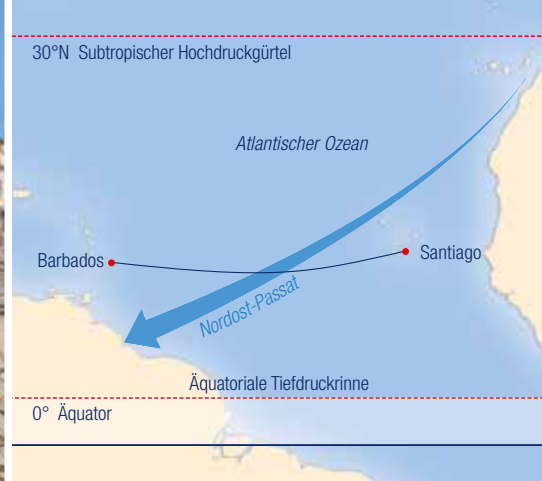 30°N Subtropischer Hochdruckgürtel
Atlantischer Ozean
Barbados
Santiago
Nordost-Passat
Äquatoriale Tiefdruckrinne
0° Äquator